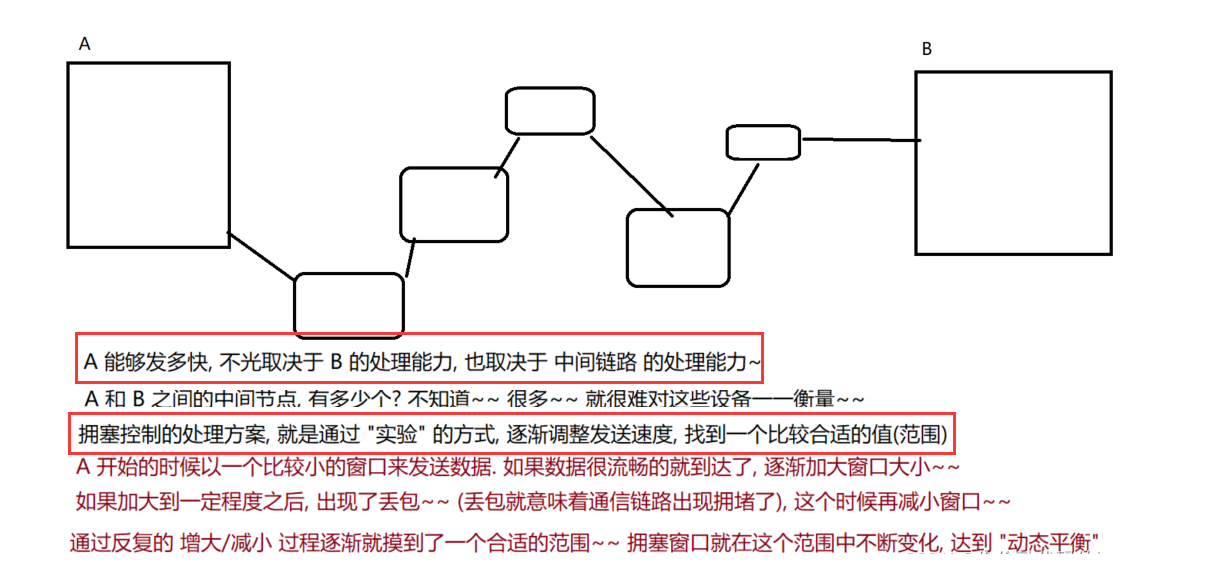 A
B
A 能够发多快, 不光取决于 B 的处理能力, 也取决于 中间链路 的处理能力~
A 和 B 之间的中间节点, 有多少个? 不知道~~ 很多~~ 就很难对这些设备一一衡量~~
拥塞控制的处理方案, 就是通过 "实验" 的方式, 逐渐调整发送速度, 找到一个比较合适的值(范围)
A 开始的时候以一个比较小的窗口来发送数据. 如果数据很流畅的就到达了, 逐渐加大窗口大小~~
如果加大到一定程度之后, 出现了丢包~~ (丢包就意味着通信链路出现拥堵了), 这个时候再减小窗口~~
通过反复的 增大/减小 过程逐渐就摸到了一个合适的范围~~ 拥塞窗口就在这个范围中不断变化, 达到 "动态平衡"